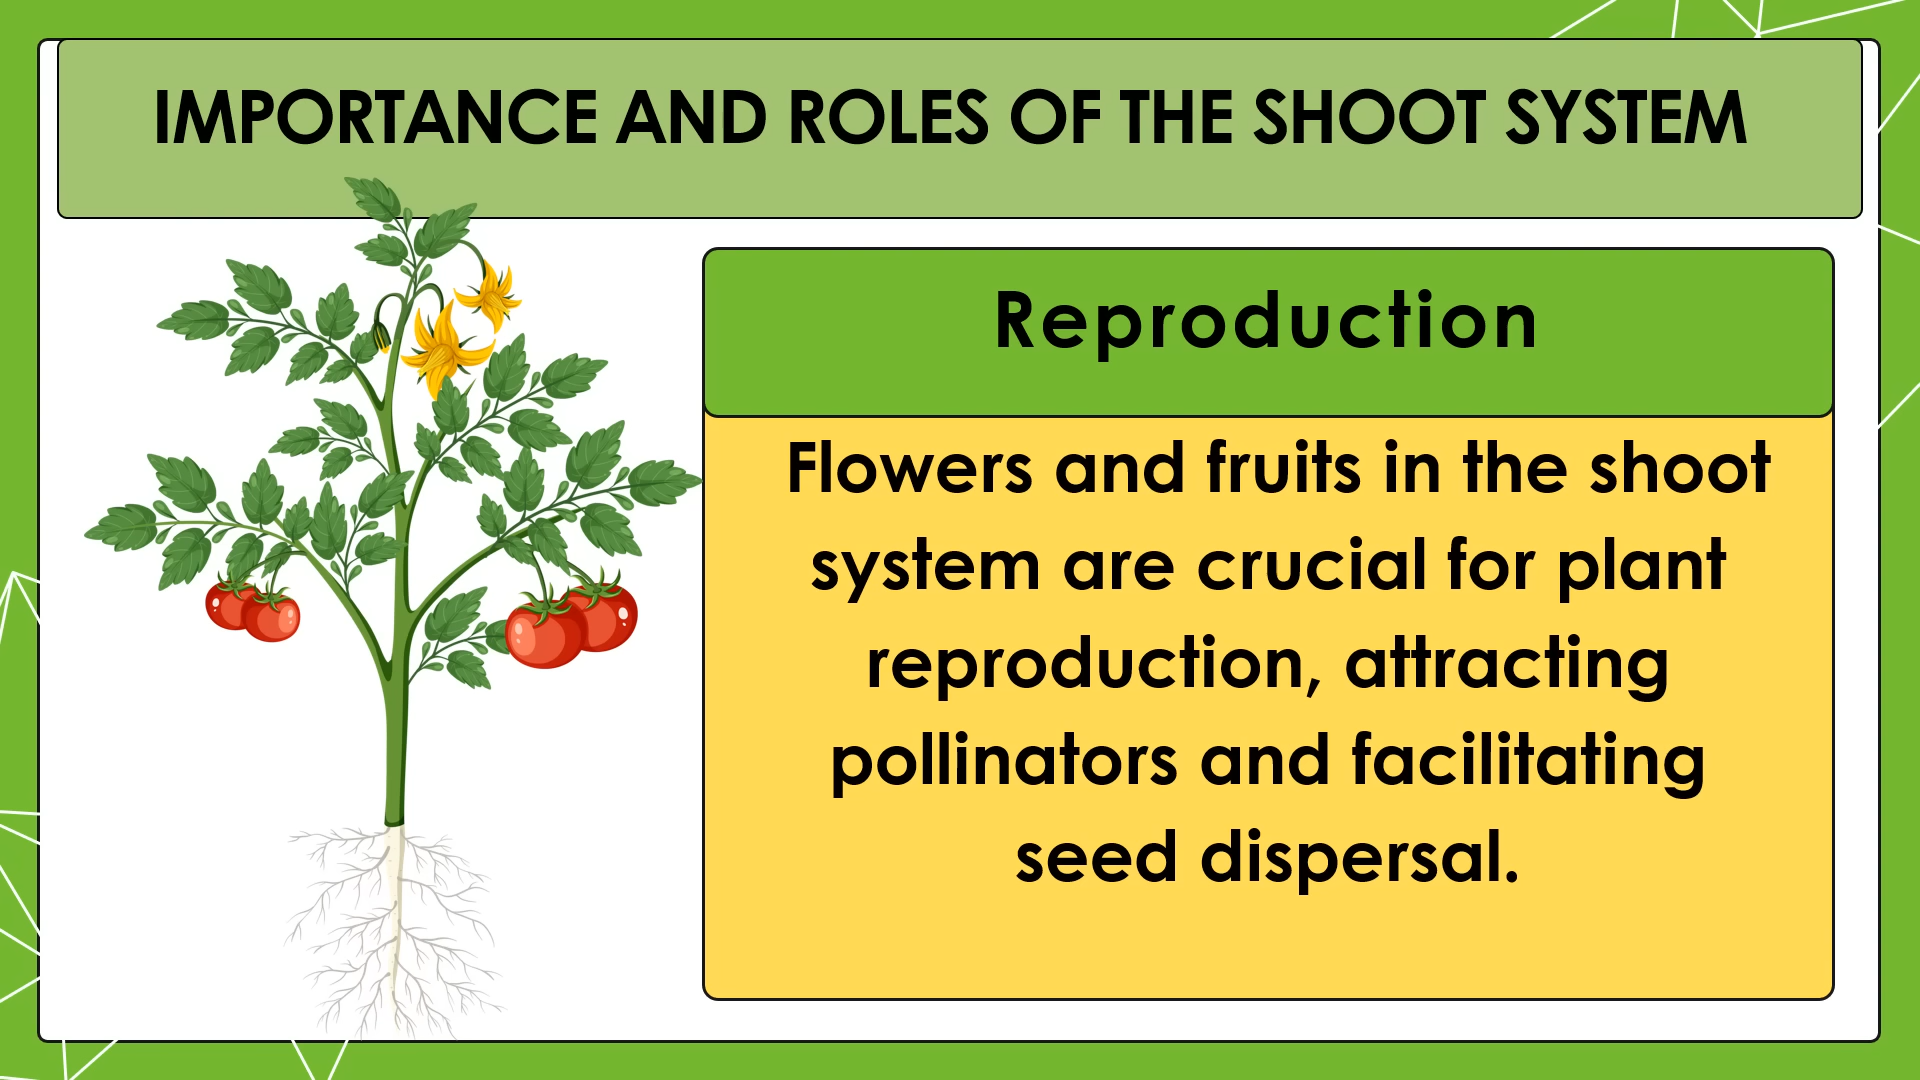 IMPORTANCE AND ROLES OF THE SHOOT SYSTEM
Reproduction
Flowers and fruits in the shoot
system are crucial for plant
reproduction, attracting
pollinators and facilitating
seed dispersal.